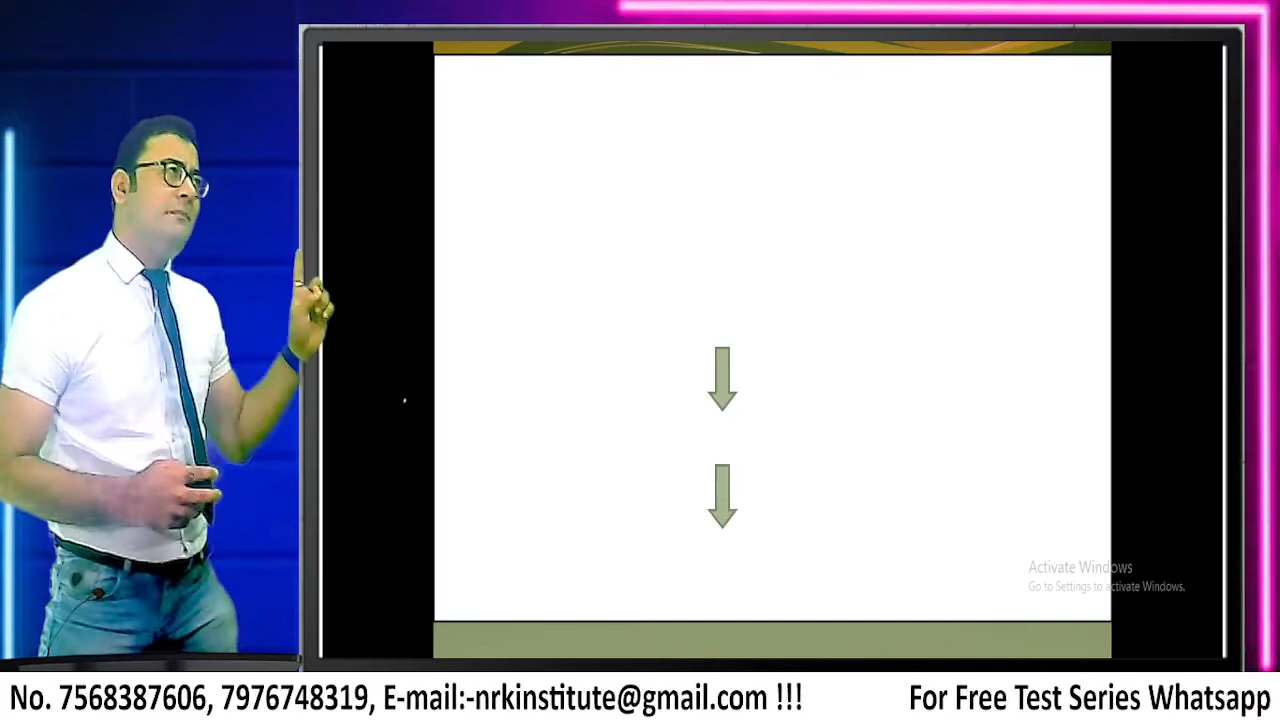 Activate Windows
Go to Settings to activate Windows.
No. 7568387606, 7976748319, E-mail:-nrkinstitute@gmail.com !!! For Free Test Series Whatsapp